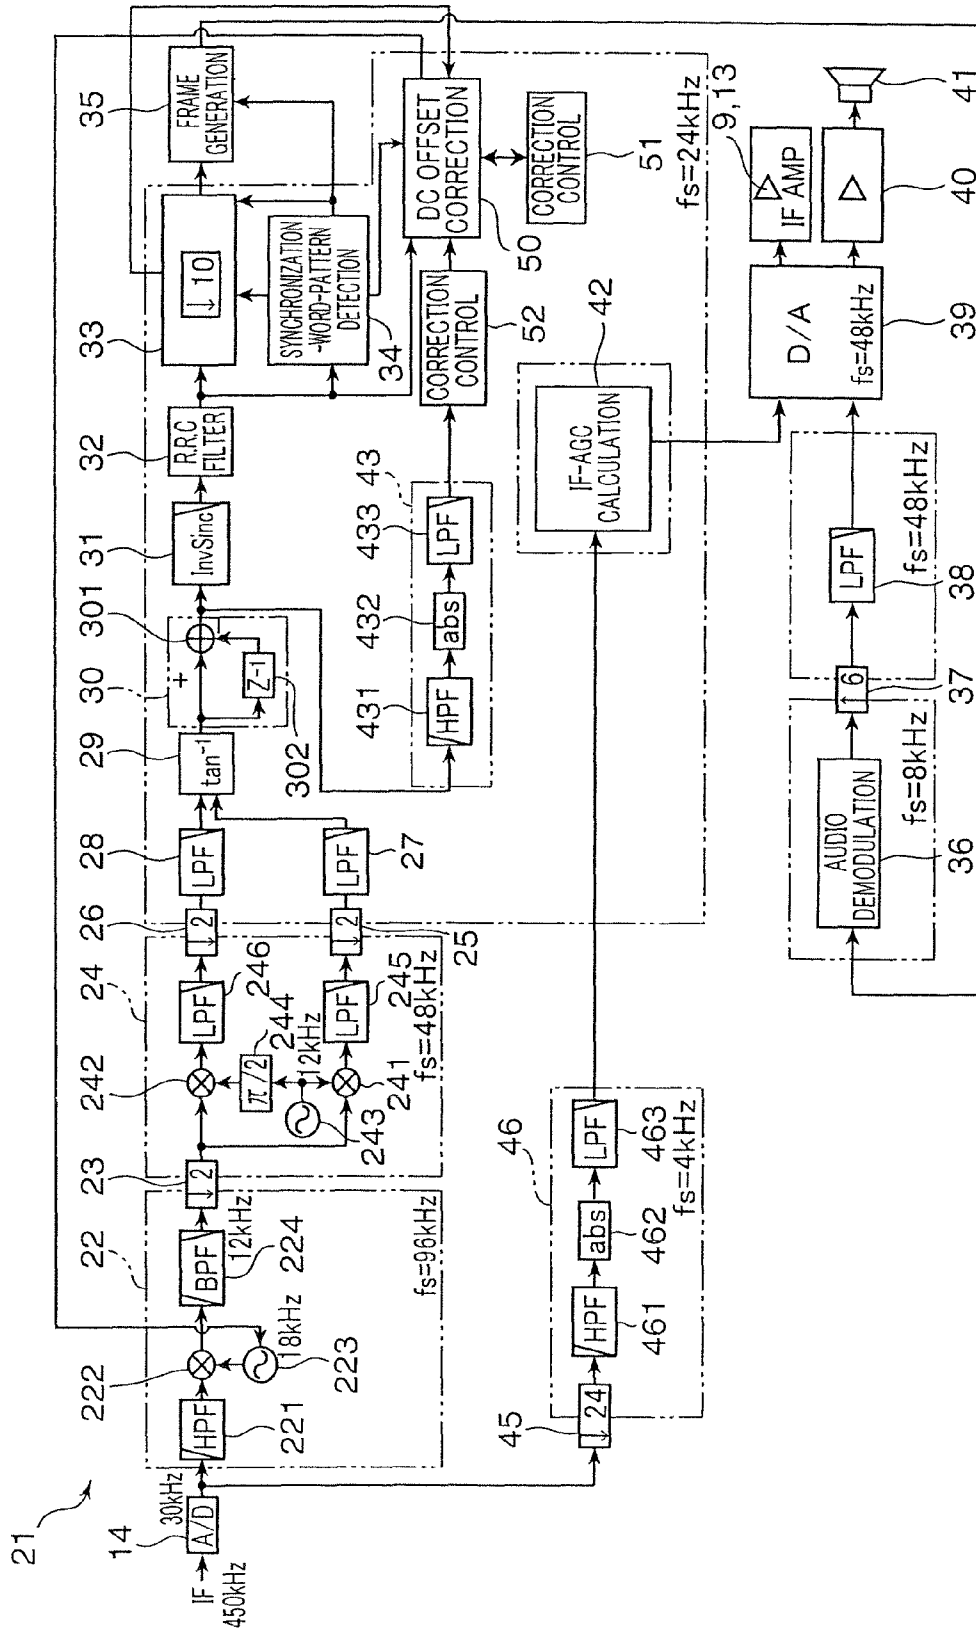 21
IF
450kHz
14
A/D
30kHz
22
HPF
221
222
18kHz
223
BPF
224
12kHz
fs=96kHz
23
↓ 2
24
242
241
243
12kHz
π/2
244
LPF
246
LPF
245
fs=48kHz
26
↓ 2
↓ 2
25
28
LPF
LPF
27
29
tan⁻¹
30
+
301
Z-1
302
31
InvSinc
32
R.R.C
FILTER
33
↓ 10
SYNCHRONIZATION
-WORD-PATTERN
DETECTION
34
35
FRAME
GENERATION
43
HPF
431
abs
432
LPF
433
CORRECTION
CONTROL
52
DC OFFSET
CORRECTION
50
CORRECTION
CONTROL
51
fs=24kHz
45
↓ 24
46
HPF
461
abs
462
LPF
463
fs=4kHz
IF-AGC
CALCULATION
42
AUDIO
DEMODULATION
36
fs=8kHz
↑ 6
37
LPF
38
fs=48kHz
D/A
fs=48kHz
39
IF AMP
9,13
40
41